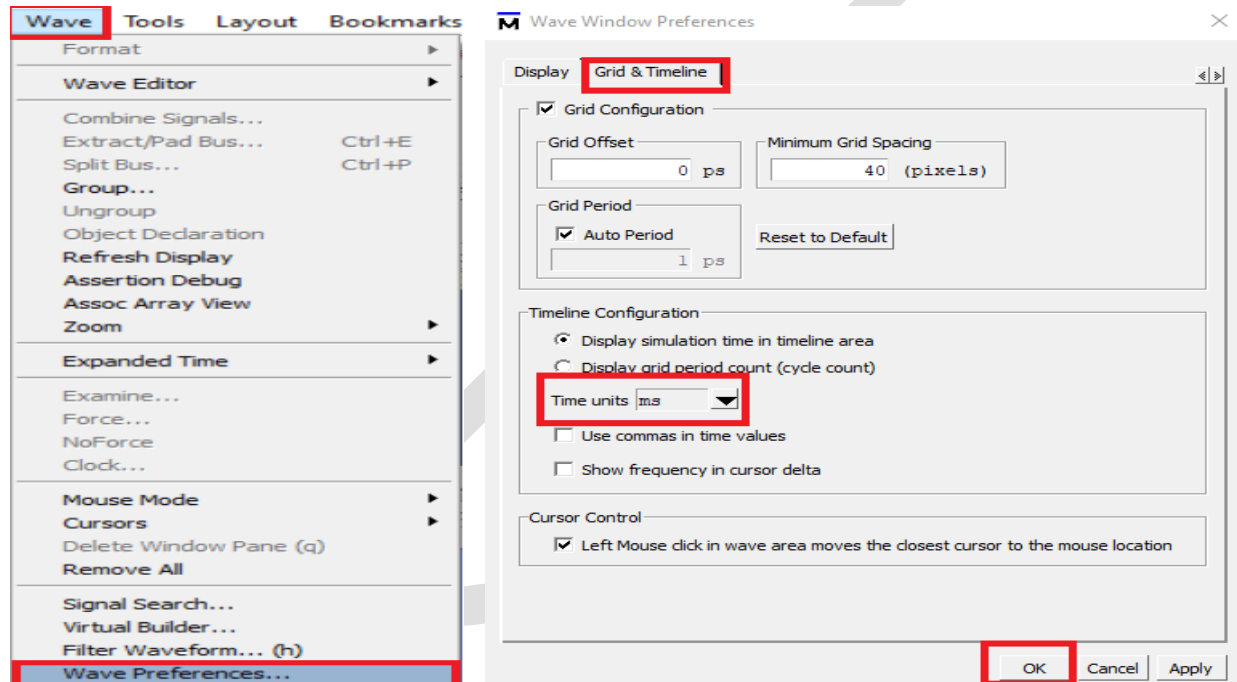 Wave Tools Layout Bookmarks
Format
Wave Editor
Combine Signals...
Extract/Pad Bus... Ctrl+E
Split Bus... Ctrl+P
Group...
Ungroup
Object Declaration
Refresh Display
Assertion Debug
Assoc Array View
Zoom
Expanded Time
Examine...
Force...
NoForce
Clock...
Mouse Mode
Cursors
Delete Window Pane (q)
Remove All
Signal Search...
Virtual Builder...
Filter Waveform... (h)
Wave Preferences...
M Wave Window Preferences
Display Grid & Timeline
Grid Configuration
Grid Offset Minimum Grid Spacing
0 ps 40 (pixels)
Grid Period
Auto Period Reset to Default
1 ps
Timeline Configuration
Display simulation time in timeline area
Display grid period count (cycle count)
Time units ms
Use commas in time values
Show frequency in cursor delta
Cursor Control
Left Mouse click in wave area moves the closest cursor to the mouse location
OK Cancel Apply